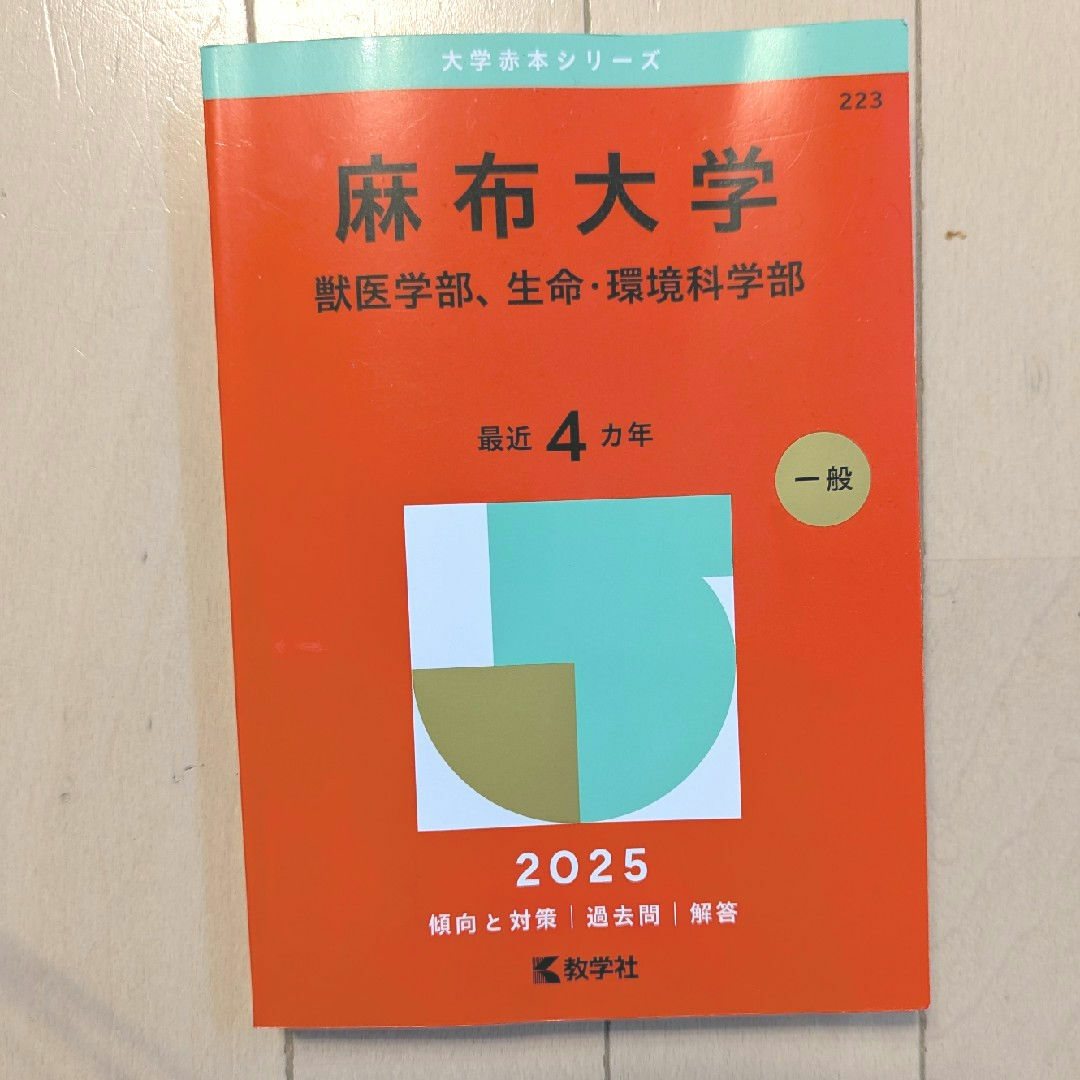 大学赤本シリーズ
223
麻布大学
獣医学部、生命・環境科学部
最近4カ年
一般
2025
傾向と対策|過去問|解答
教学社